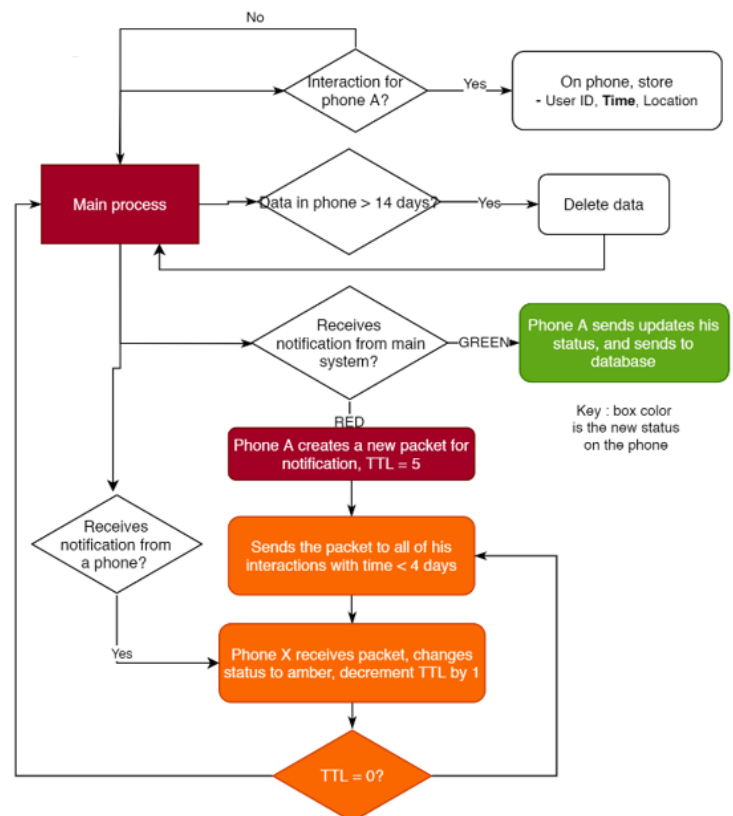 No
Interaction for
phone A?
Yes
On phone, store
- User ID, Time, Location
Main process
Data in phone > 14 days?
Yes
Delete data
Receives
notification from main
system?
GREEN
Phone A sends updates his
status, and sends to
database
Key : box color
is the new status
on the phone
RED
Phone A creates a new packet for
notification, TTL = 5
Receives
notification from
a phone?
Sends the packet to all of his
interactions with time < 4 days
Yes
Phone X receives packet, changes
status to amber, decrement TTL by 1
TTL = 0?